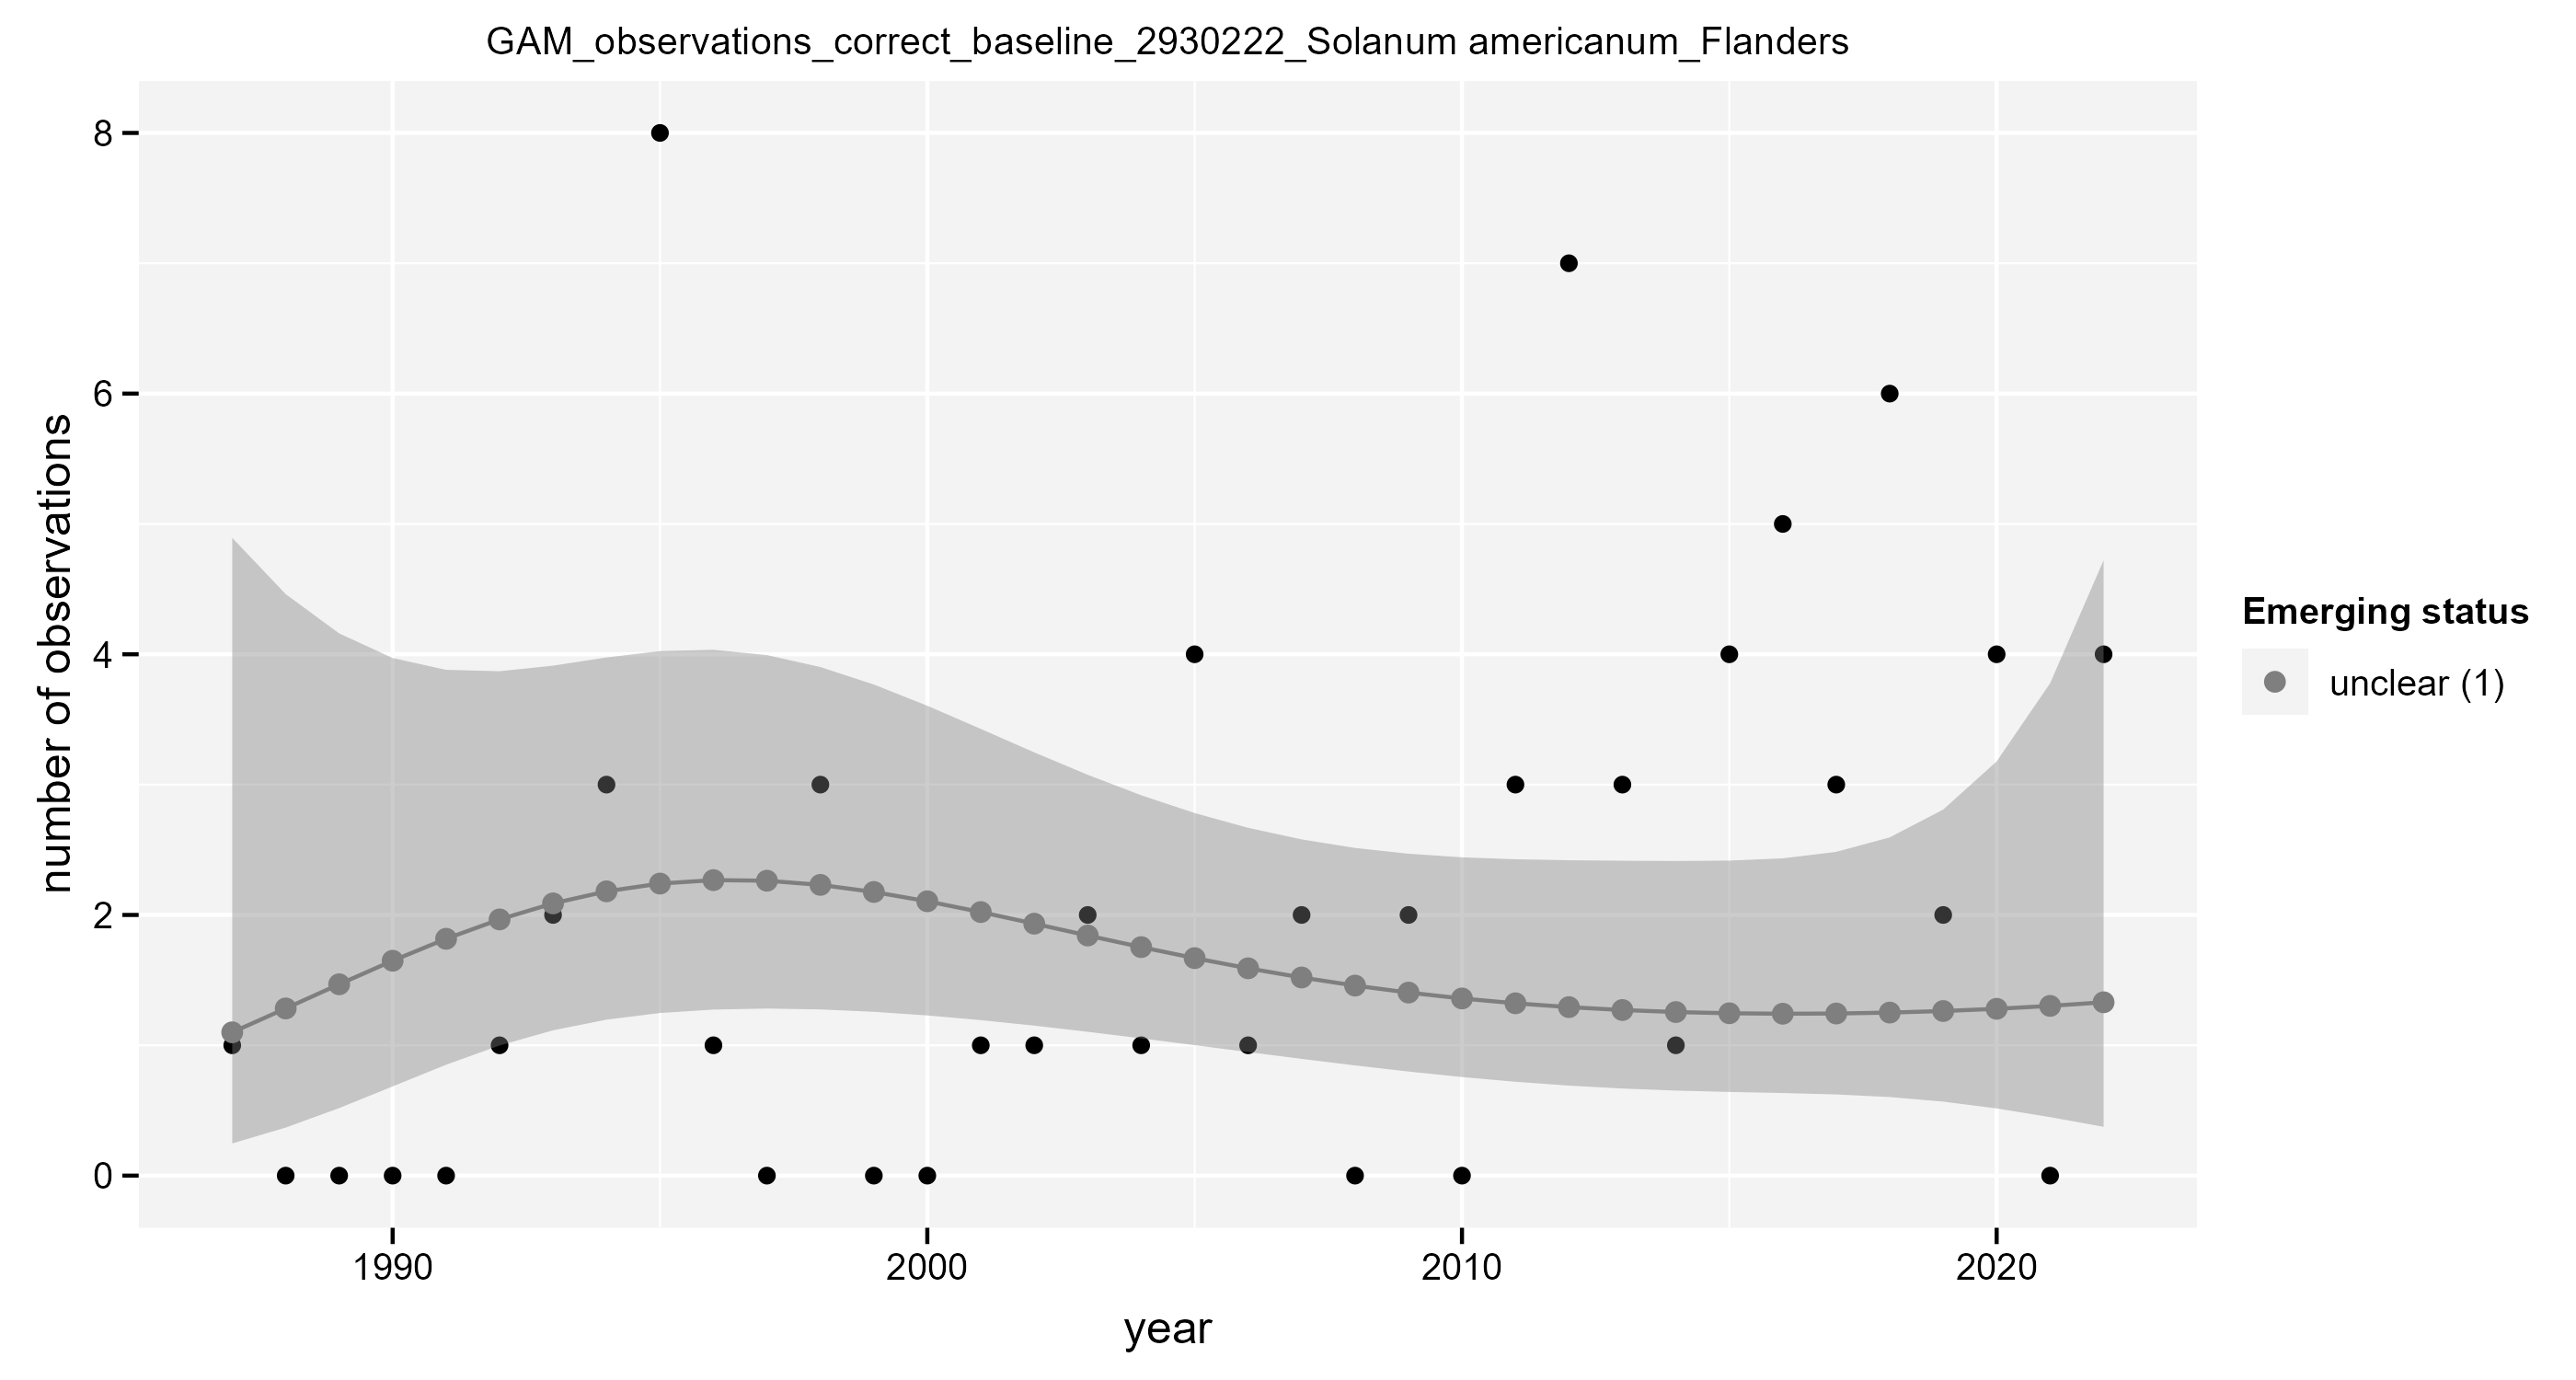 GAM_observations_correct_baseline_2930222_Solanum americanum_Flanders
8
6
4
2
0
number of observations
1990
2000
2010
2020
year
Emerging status
unclear (1)